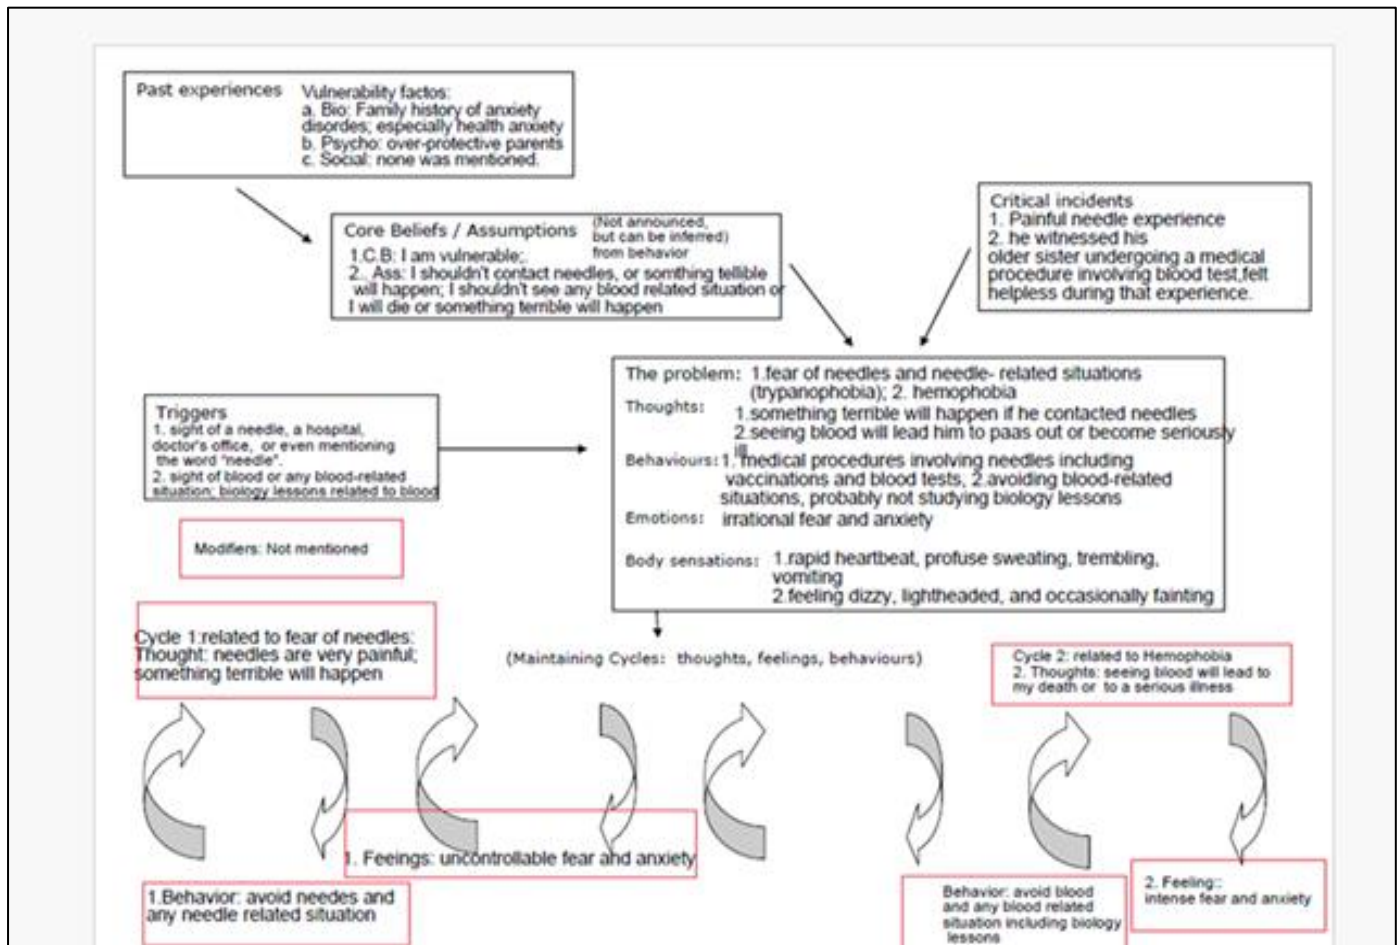 Past experiences
Vulnerability factos:
a. Bio: Family history of anxiety
disordes; especially health anxiety
b. Psycho: over-protective parents
c. Social: none was mentioned.
Core Beliefs / Assumptions
(Not announced,
but can be inferred)
from behavior
1.C.B: I am vulnerable;.
2.. Ass: I shouldn't contact needles, or somthing tellible
will happen; I shouldn't see any blood related situation or
I will die or something terrible will happen
Critical incidents
1. Painful needle experience
2. he witnessed his
older sister undergoing a medical
procedure involving blood test,felt
helpless during that experience.
Triggers
1. sight of a needle, a hospital,
doctor's office, or even mentioning
the word "needle".
2. sight of blood or any blood-related
situation; biology lessons related to blood
The problem: 1.fear of needles and needle- related situations
(trypanophobia); 2. hemophobia
Thoughts:
1.something terrible will happen if he contacted needles
2.seeing blood will lead him to paas out or become seriously
ill
Behaviours: 1. medical procedures involving needles including
vaccinations and blood tests, 2.avoiding blood-related
situations, probably not studying biology lessons
Emotions: irrational fear and anxiety
Body sensations: 1.rapid heartbeat, profuse sweating, trembling,
vomiting
2.feeling dizzy, lightheaded, and occasionally fainting
Modifiers: Not mentioned
Cycle 1:related to fear of needles:
Thought: needles are very painful;
something terrible will happen
(Maintaining Cycles: thoughts, feelings, behaviours)
Cycle 2: related to Hemophobia
2. Thoughts: seeing blood will lead to
my death or to a serious illness
1. Feeings: uncontrollable fear and anxiety
1.Behavior: avoid needes and
any needle related situation
Behavior: avoid blood
and any blood related
situation including biology
lessons
2. Feeling::
intense fear and anxiety